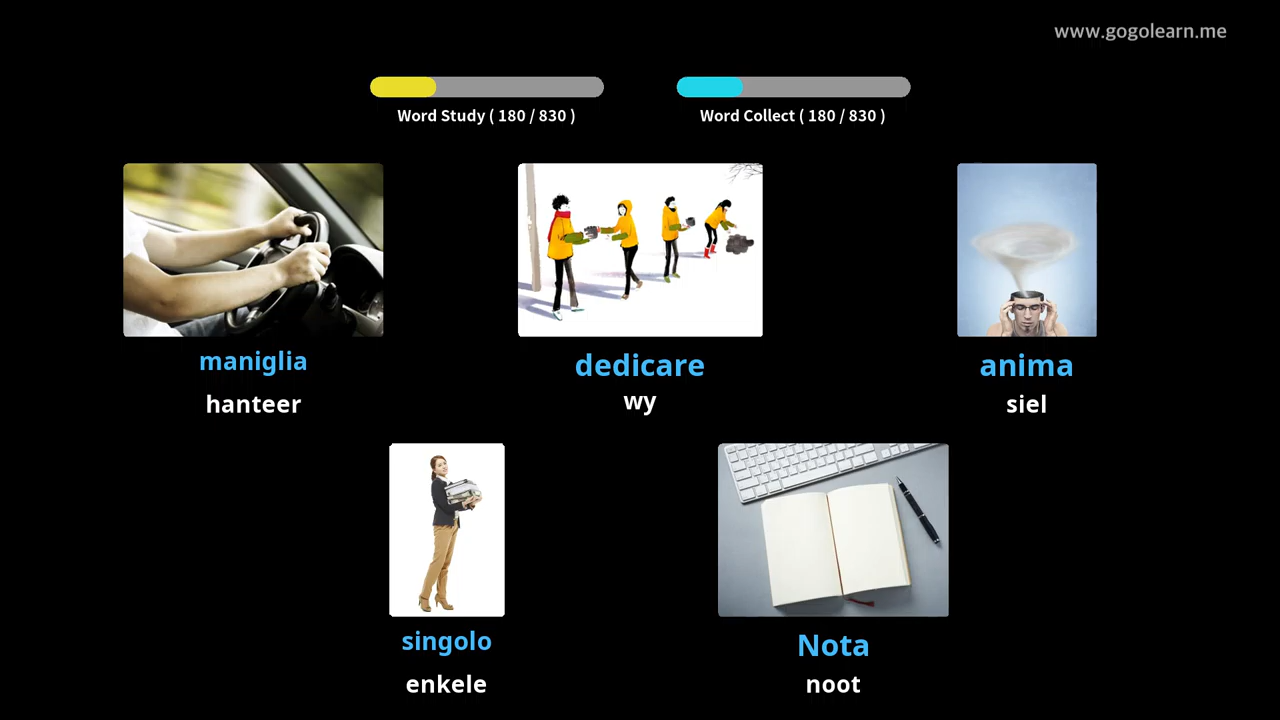 www.gogolearn.me
Word Study ( 180 / 830 )
Word Collect ( 180 / 830 )
maniglia
hanteer
dedicare
wy
anima
siel
singolo
enkele
Nota
noot